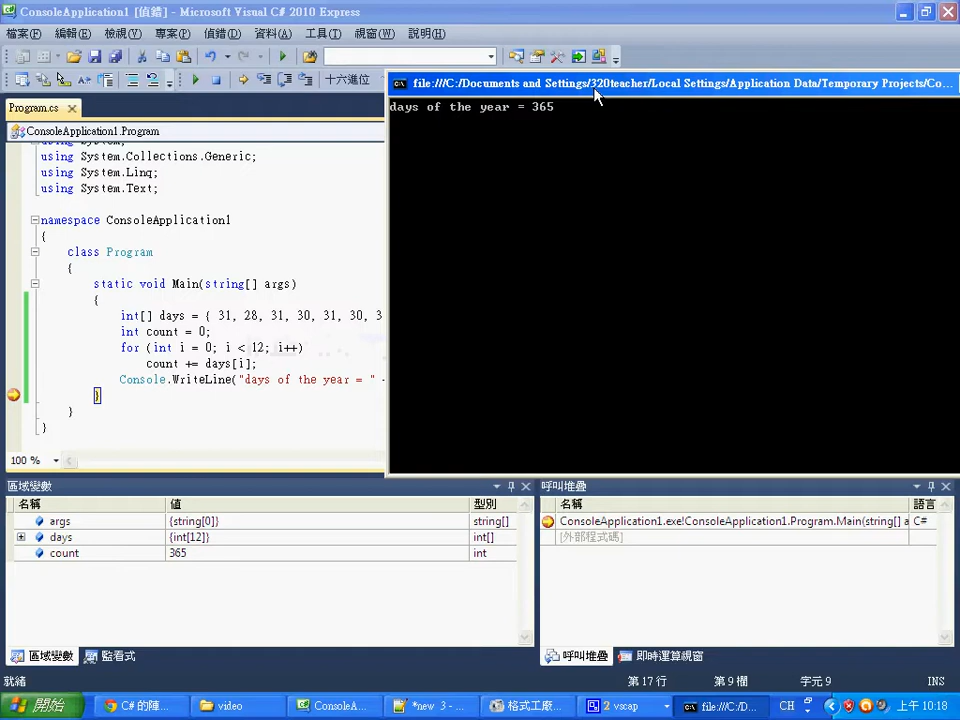 ConsoleApplication1 [偵錯] - Microsoft Visual C# 2010 Express
檔案(F) 編輯(E) 檢視(V) 專案(P) 偵錯(D) 資料(A) 工具(T) 視窗(W) 說明(H)
十六進位
file:///C:/Documents and Settings/320teacher/Local Settings/Application Data/Temporary Projects/Co...
Program.cs
days of the year = 365
ConsoleApplication1.Program
using System;
using System.Collections.Generic;
using System.Linq;
using System.Text;
namespace ConsoleApplication1
{
class Program
{
static void Main(string[] args)
{
int[] days = { 31, 28, 31, 30, 31, 30, 3
int count = 0;
for (int i = 0; i < 12; i++)
count += days[i];
Console.WriteLine("days of the year = "
}
}
}
100 %
區域變數
名稱 值 型別
args {string[0]} string[]
days {int[12]} int[]
count 365 int
區域變數 監看式
呼叫堆疊
名稱 語言
ConsoleApplication1.exe!ConsoleApplication1.Program.Main(string[] a C#
[外部程式碼]
呼叫堆疊 即時運算視窗
就緒 第 17 行 第 9 欄 字元 9 INS
開始 C# 的陣... video ConsoleA... *new 3 - ... 格式工廠... 2 vscap file:///C:/D... CH 上午 10:18